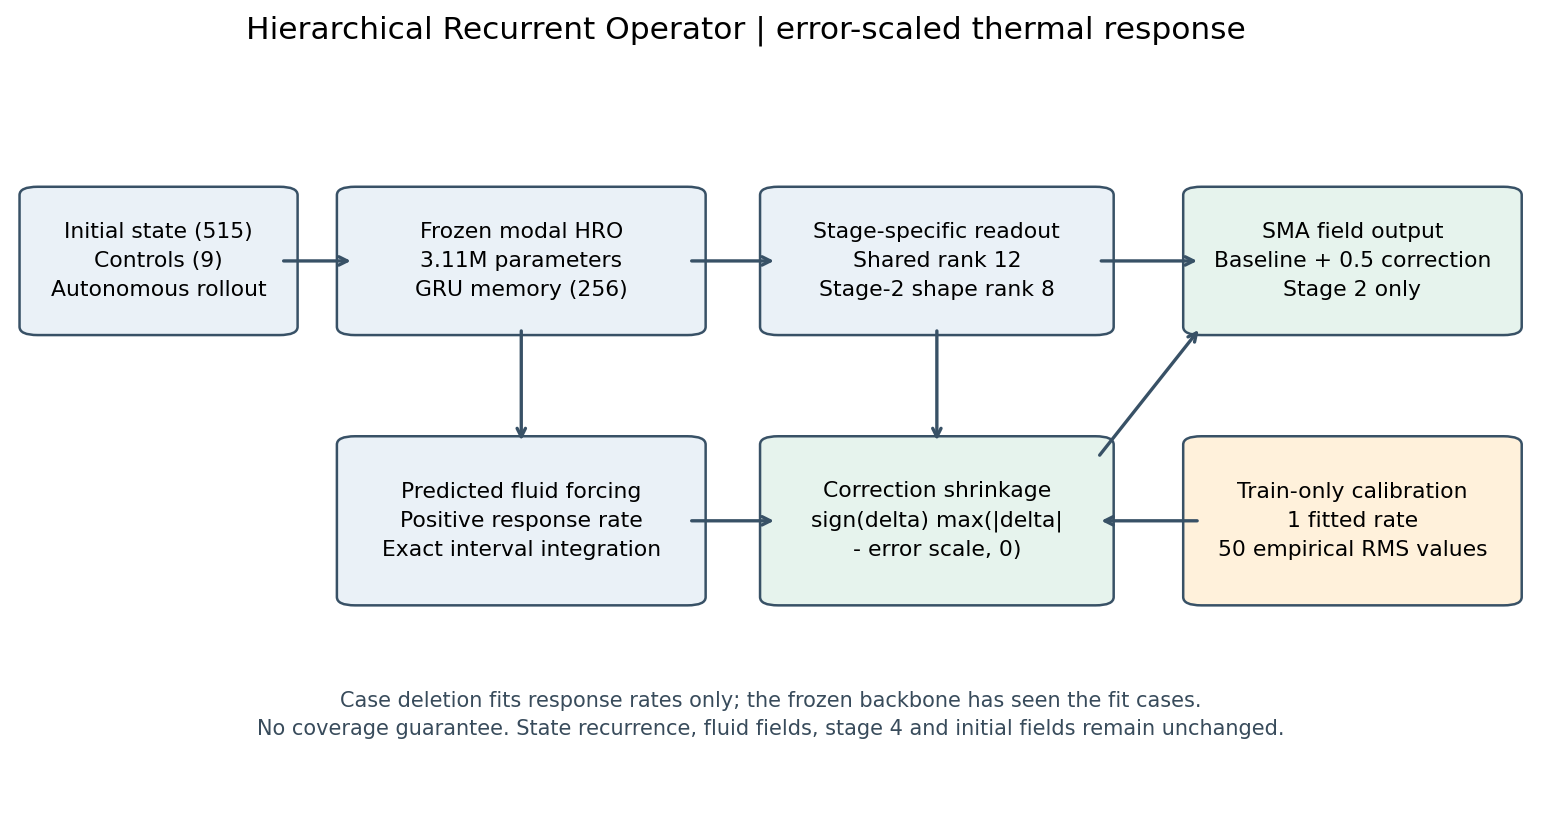 Hierarchical Recurrent Operator | error-scaled thermal response
Initial state (515)
Controls (9)
Autonomous rollout
Frozen modal HRO
3.11M parameters
GRU memory (256)
Stage-specific readout
Shared rank 12
Stage-2 shape rank 8
SMA field output
Baseline + 0.5 correction
Stage 2 only
Predicted fluid forcing
Positive response rate
Exact interval integration
Correction shrinkage
sign(delta) max(|delta|
- error scale, 0)
Train-only calibration
1 fitted rate
50 empirical RMS values
Case deletion fits response rates only; the frozen backbone has seen the fit cases.
No coverage guarantee. State recurrence, fluid fields, stage 4 and initial fields remain unchanged.